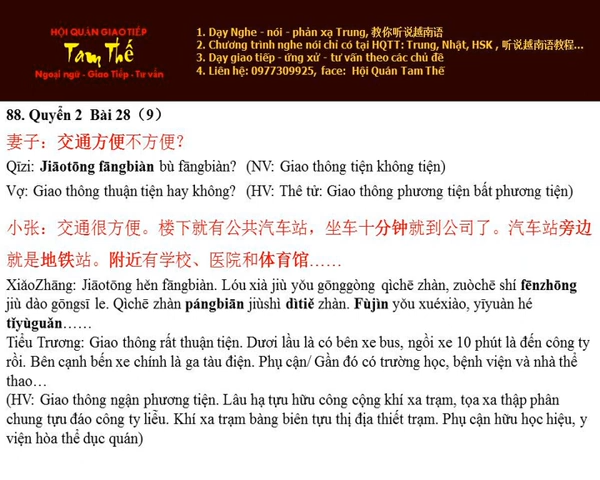 HỘI QUÁN GIAO TIẾP
Tam Thế
Ngoại ngữ - Giao Tiếp - Tư vấn
1. Dạy Nghe - nói - phản xạ Trung, 教你听说越南语
2. Chương trình nghe nói chỉ có tại HQTT: Trung, Nhật, HSK , 听说越南语教程...
3. Dạy giao tiếp - ứng xử - tư vấn theo các chủ đề
4. Liên hệ: 0977309925, face: Hội Quán Tam Thế
88. Quyển 2 Bài 28（9）
妻子：交通方便不方便？
Qīzi: Jiāotōng fāngbiàn bù fāngbiàn? (NV: Giao thông tiện không tiện)
Vợ: Giao thông thuận tiện hay không? (HV: Thê tử: Giao thông phương tiện bất phương tiện)
小张：交通很方便。楼下就有公共汽车站，坐车十分钟就到公司了。汽车站旁边
就是地铁站。附近有学校、医院和体育馆……
XiǎoZhāng: Jiāotōng hěn fāngbiàn. Lóu xià jiù yǒu gōnggòng qìchē zhàn, zuòchē shí fēnzhōng
jiù dào gōngsī le. Qìchē zhàn pángbiān jiùshì dìtiě zhàn. Fùjìn yǒu xuéxiào, yīyuàn hé
tǐyùguǎn……
Tiểu Trương: Giao thông rất thuận tiện. Dươi lầu là có bên xe bus, ngồi xe 10 phút là đến công ty
rồi. Bên cạnh bến xe chính là ga tàu điện. Phụ cận/ Gần đó có trường học, bệnh viện và nhà thể
thao…
(HV: Giao thông ngận phương tiện. Lâu hạ tựu hữu công cộng khí xa trạm, tọa xa thập phân
chung tựu đáo công ty liễu. Khí xa trạm bàng biên tựu thị địa thiết trạm. Phụ cận hữu học hiệu, y
viện hòa thể dục quán)